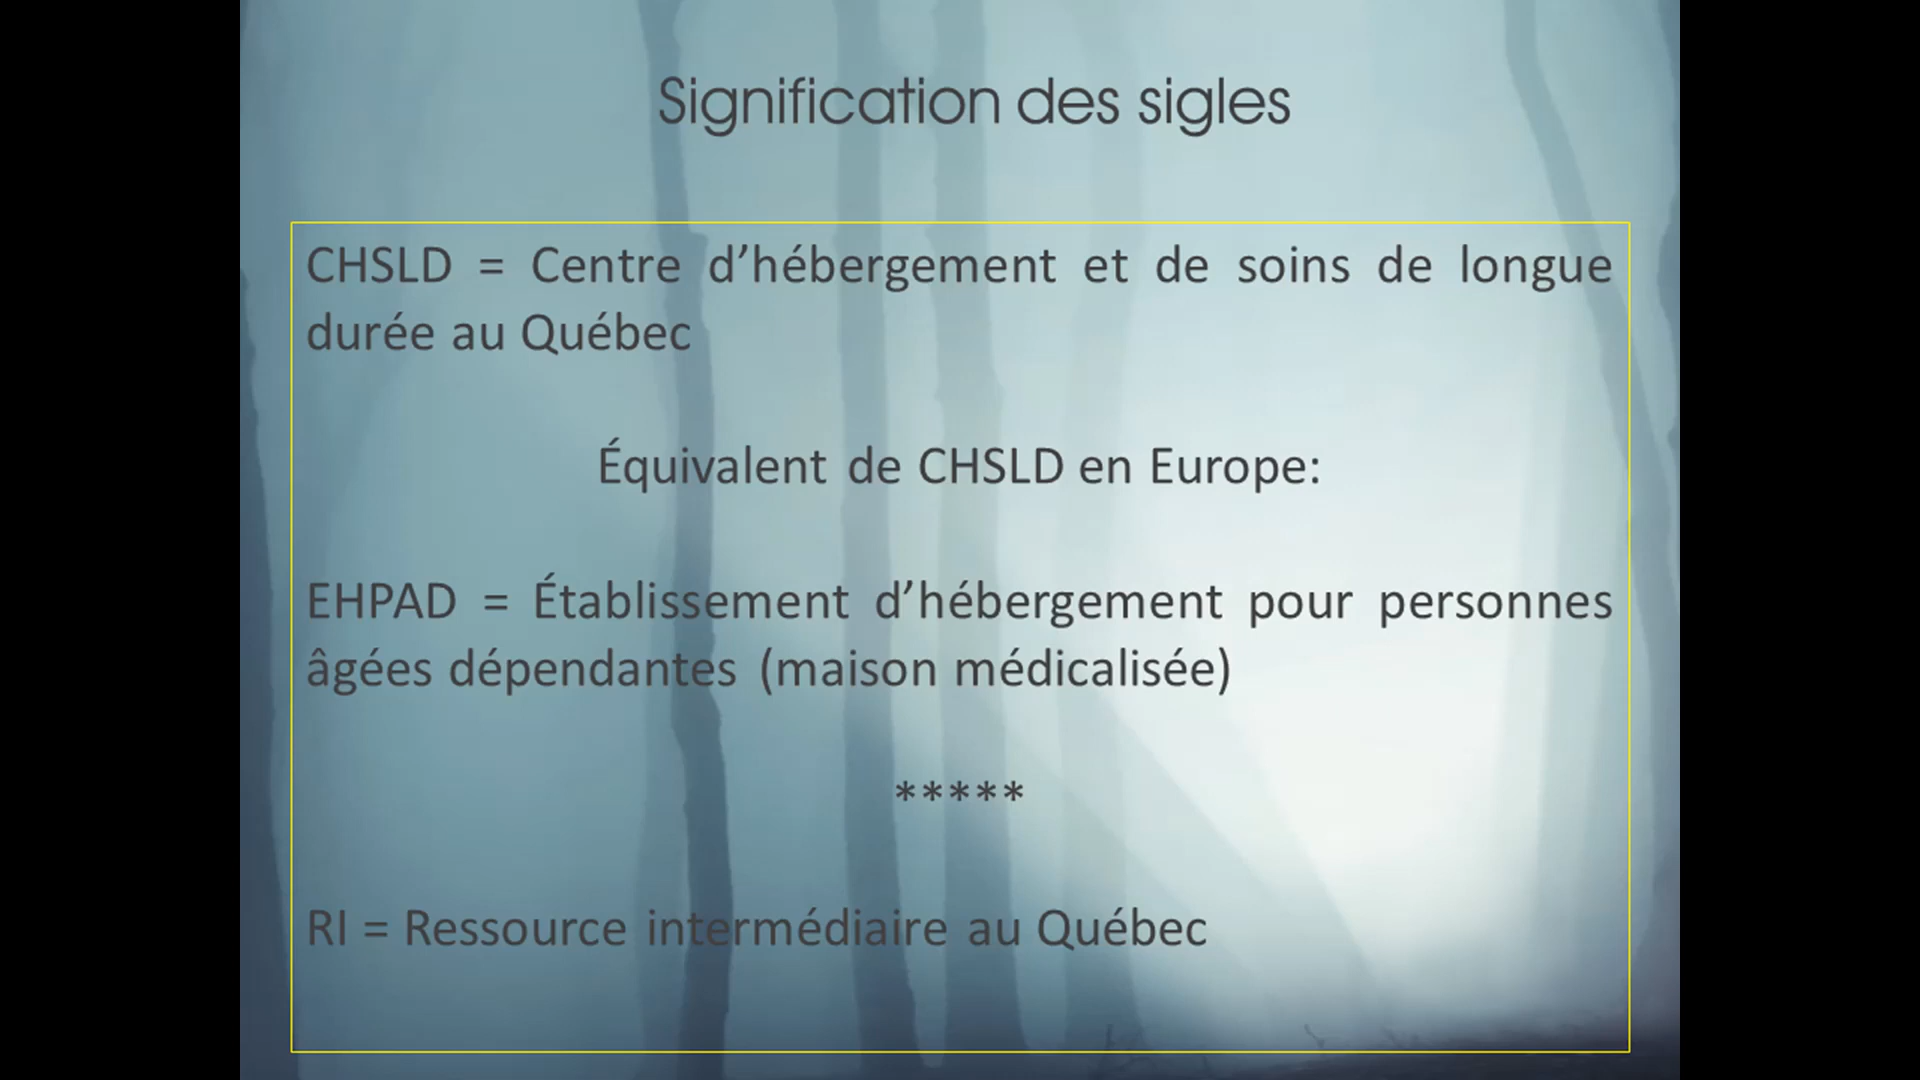 Signification des sigles
CHSLD = Centre d’hébergement et de soins de longue
durée au Québec
Équivalent de CHSLD en Europe:
EHPAD = Établissement d’hébergement pour personnes
âgées dépendantes (maison médicalisée)
*****
RI = Ressource intermédiaire au Québec